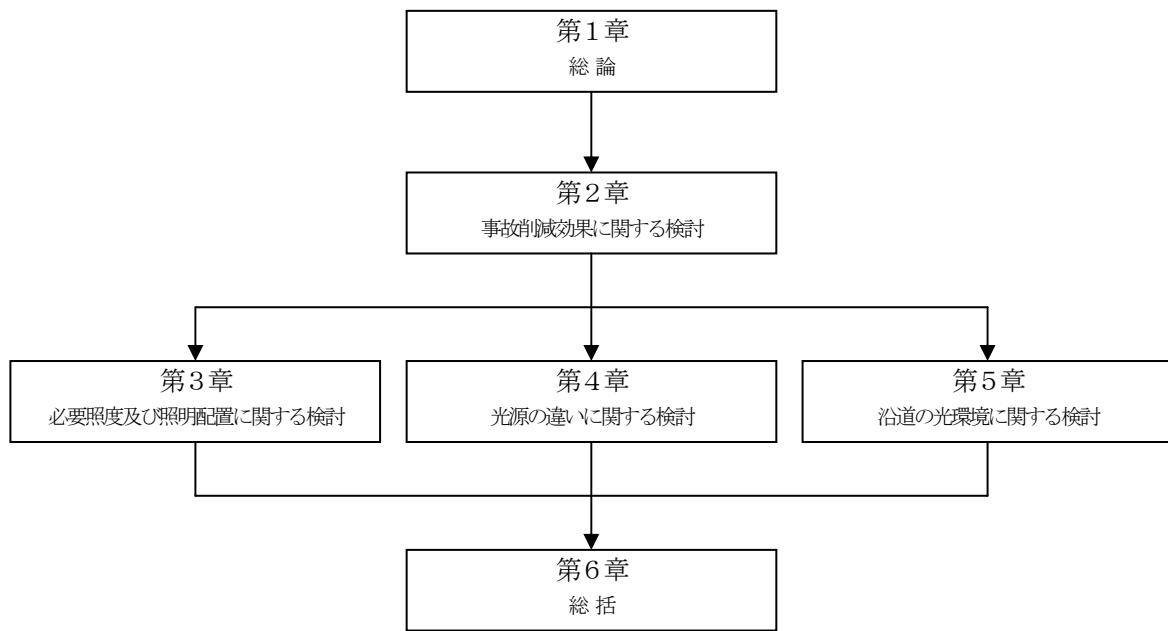 第１章
総 論
第２章
事故削減効果に関する検討
第３章
必要照度及び照明配置に関する検討
第４章
光源の違いに関する検討
第５章
沿道の光環境に関する検討
第６章
総 括